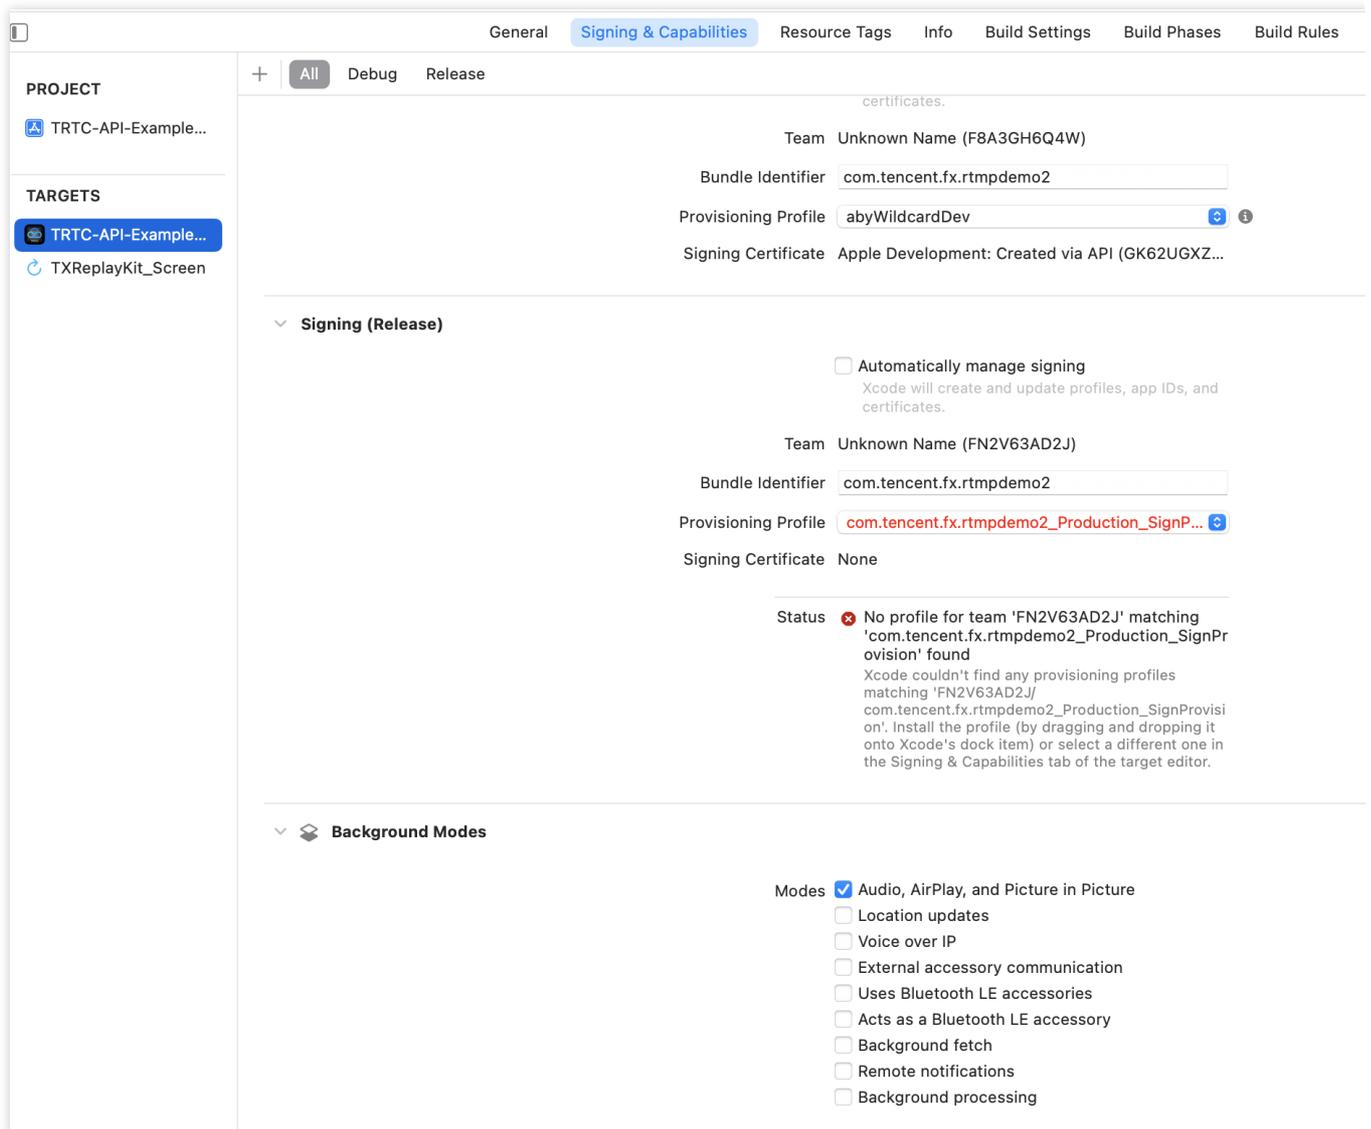 General Signing & Capabilities Resource Tags Info Build Settings Build Phases Build Rules
All Debug Release
PROJECT
TRTC-API-Example...
TARGETS
TRTC-API-Example...
TXReplayKit_Screen
certificates.
Team Unknown Name (F8A3GH6Q4W)
Bundle Identifier com.tencent.fx.rtmpdemo2
Provisioning Profile abyWildcardDev
Signing Certificate Apple Development: Created via API (GK62UGXZ...
Signing (Release)
Automatically manage signing
Xcode will create and update profiles, app IDs, and
certificates.
Team Unknown Name (FN2V63AD2J)
Bundle Identifier com.tencent.fx.rtmpdemo2
Provisioning Profile com.tencent.fx.rtmpdemo2_Production_SignP...
Signing Certificate None
Status No profile for team 'FN2V63AD2J' matching
'com.tencent.fx.rtmpdemo2_Production_SignPr
ovision' found
Xcode couldn't find any provisioning profiles
matching 'FN2V63AD2J/
com.tencent.fx.rtmpdemo2_Production_SignProvisi
on'. Install the profile (by dragging and dropping it
onto Xcode's dock item) or select a different one in
the Signing & Capabilities tab of the target editor.
Background Modes
Modes Audio, AirPlay, and Picture in Picture
Location updates
Voice over IP
External accessory communication
Uses Bluetooth LE accessories
Acts as a Bluetooth LE accessory
Background fetch
Remote notifications
Background processing